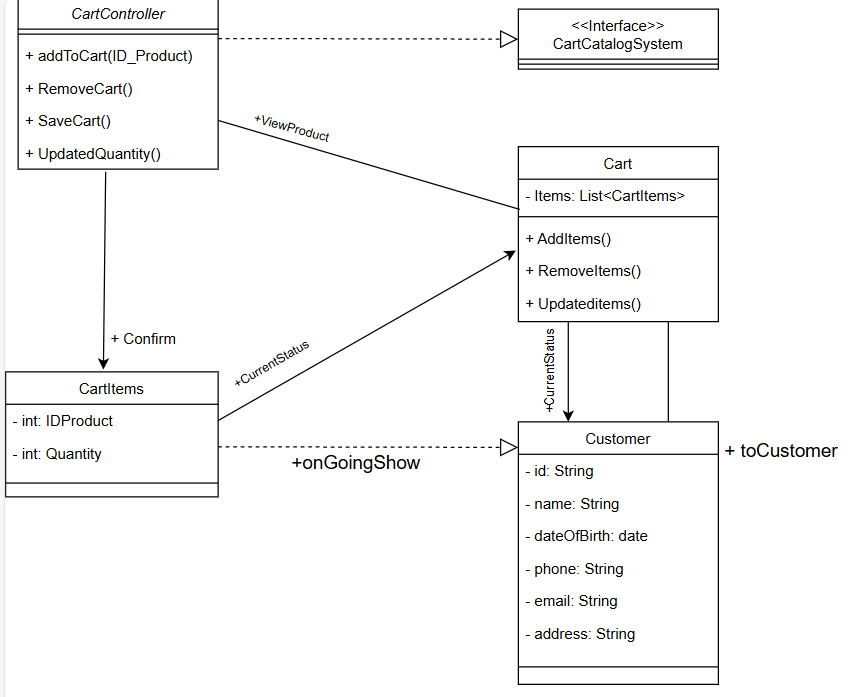 CartController
+ addToCart(ID_Product)
+ RemoveCart()
+ SaveCart()
+ UpdatedQuantity()
<<Interface>>
CartCatalogSystem
+ViewProduct
Cart
- Items: List<CartItems>
+ AddItems()
+ RemoveItems()
+ Updateditems()
+ Confirm
+CurrentStatus
+CurrentStatus
CartItems
- int: IDProduct
- int: Quantity
+onGoingShow
Customer
- id: String
- name: String
- dateOfBirth: date
- phone: String
- email: String
- address: String
+ toCustomer